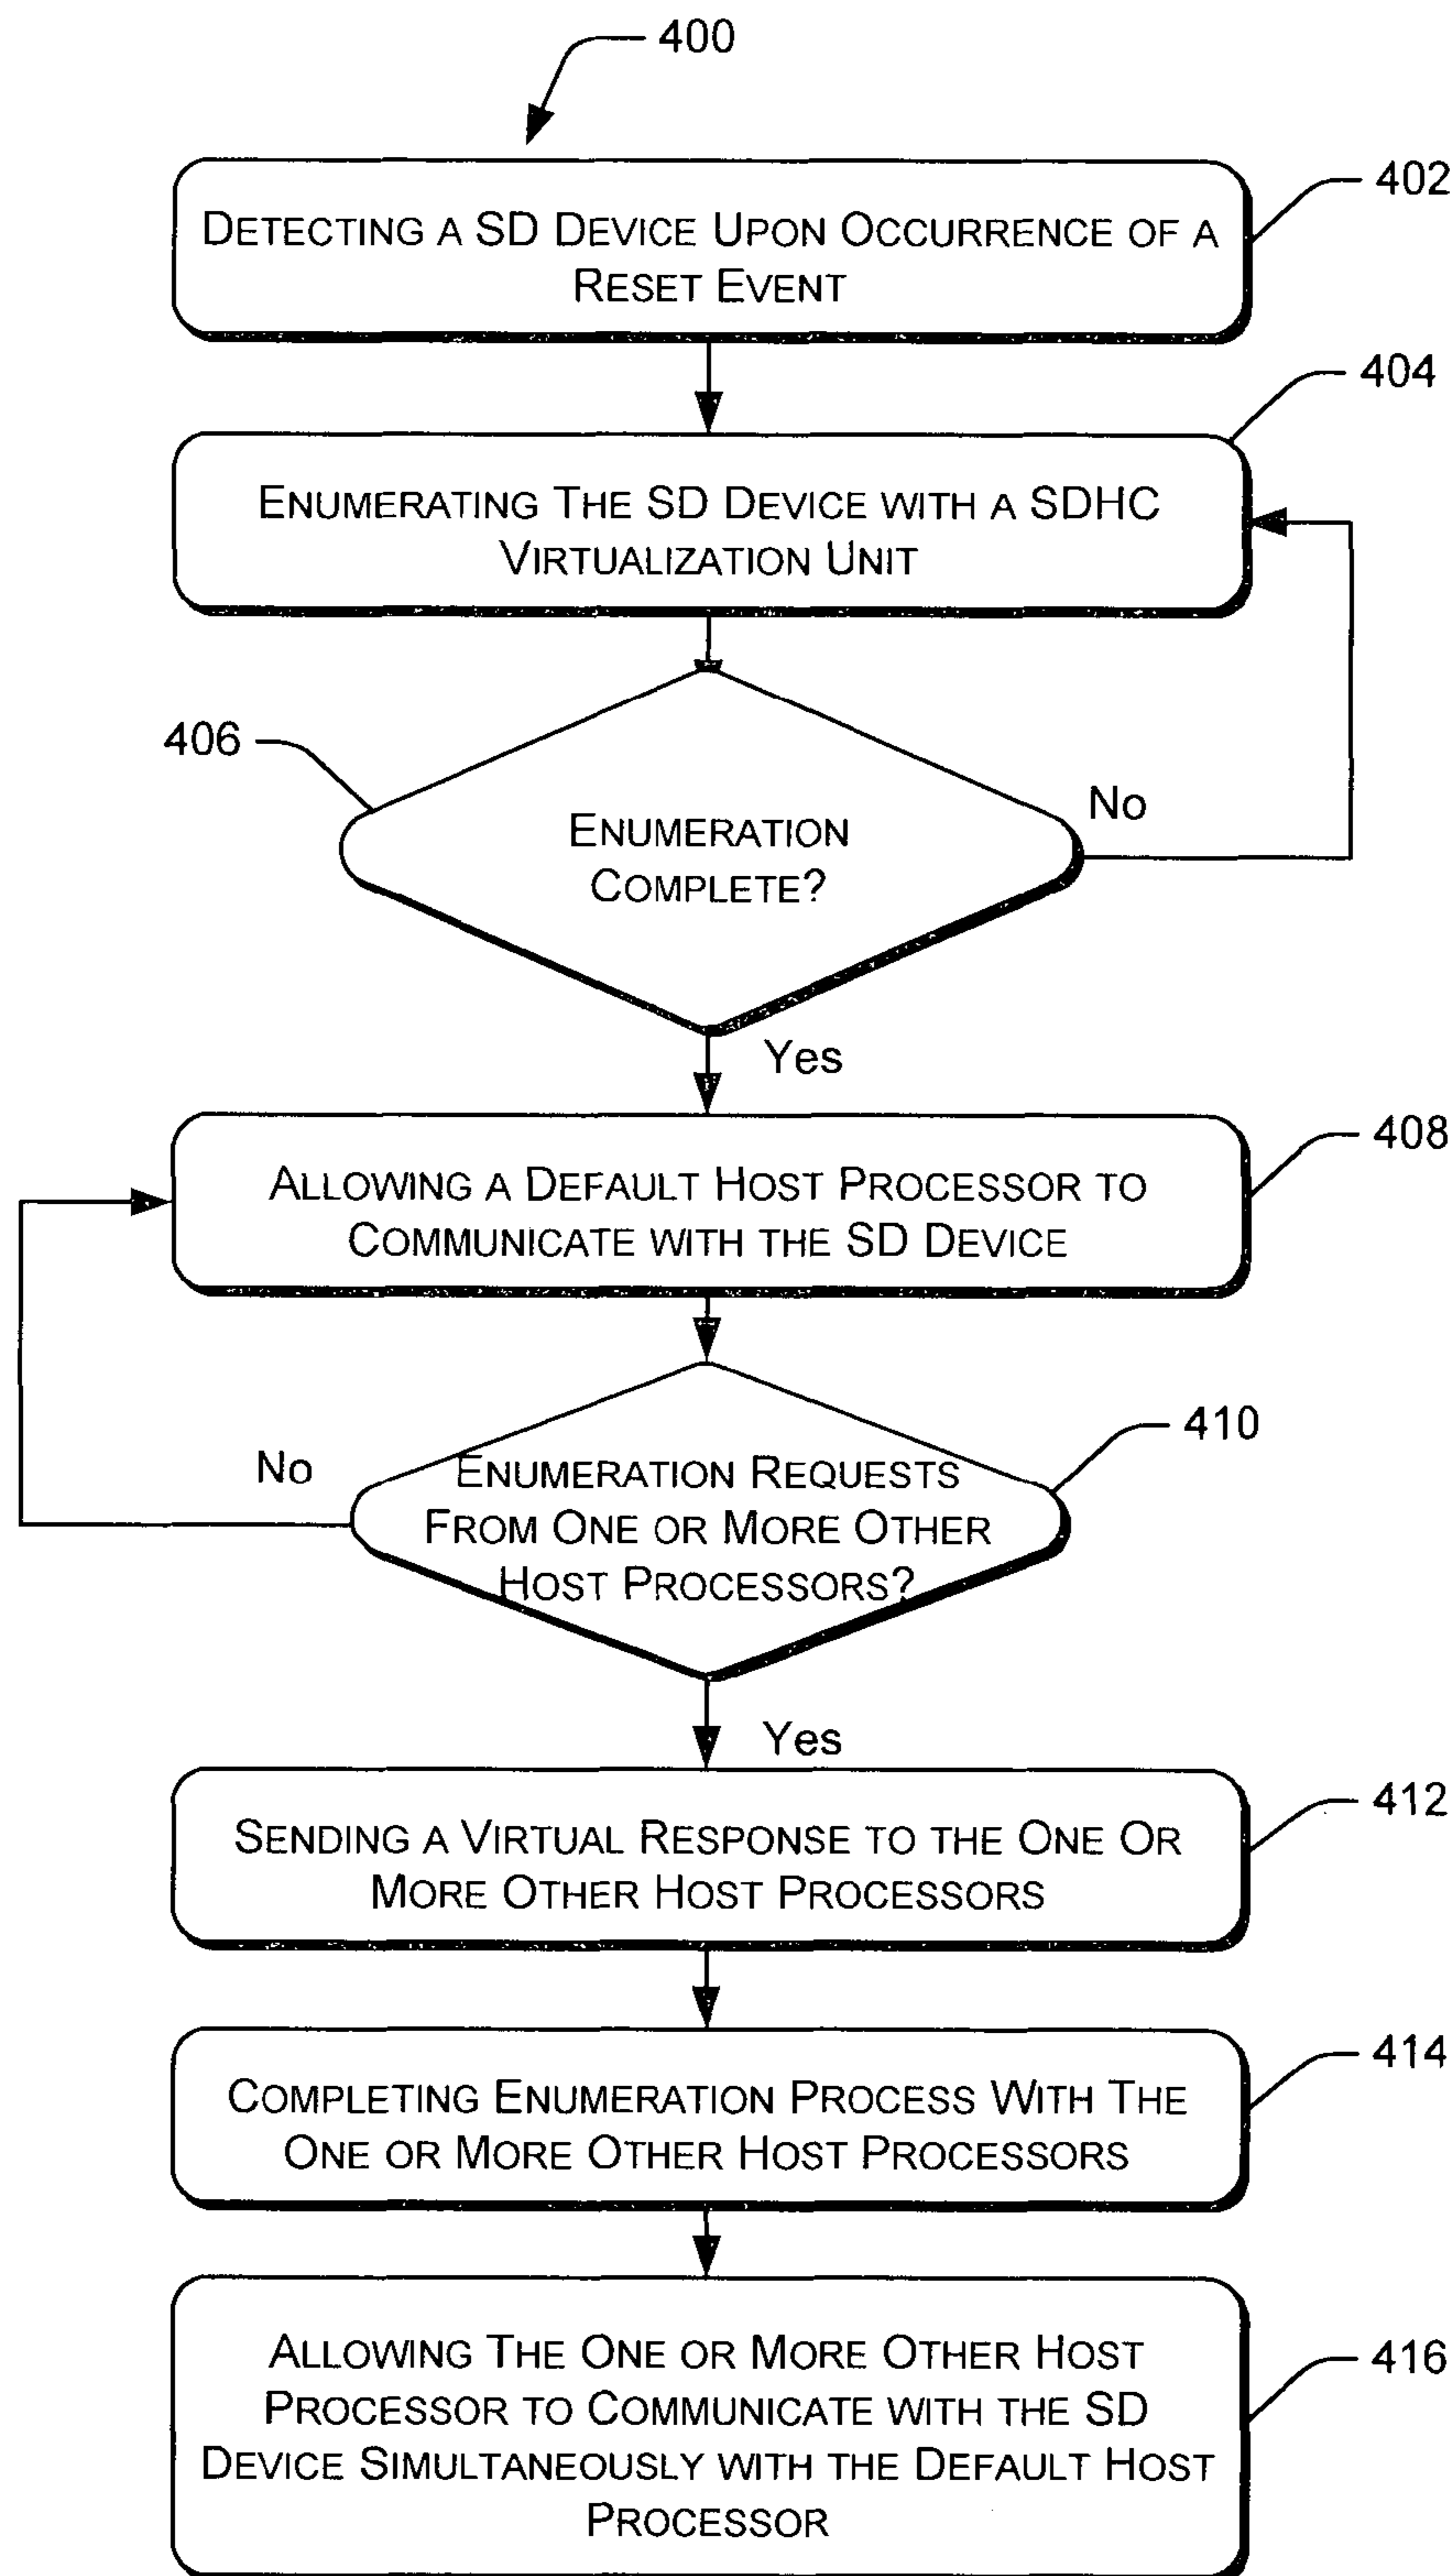 400
402
DETECTING A SD DEVICE UPON OCCURRENCE OF A
RESET EVENT
404
ENUMERATING THE SD DEVICE WITH A SDHC
VIRTUALIZATION UNIT
406
No
ENUMERATION
COMPLETE?
Yes
408
ALLOWING A DEFAULT HOST PROCESSOR TO
COMMUNICATE WITH THE SD DEVICE
410
No
ENUMERATION REQUESTS
FROM ONE OR MORE OTHER
HOST PROCESSORS?
Yes
412
SENDING A VIRTUAL RESPONSE TO THE ONE OR
MORE OTHER HOST PROCESSORS
414
COMPLETING ENUMERATION PROCESS WITH THE
ONE OR MORE OTHER HOST PROCESSORS
416
ALLOWING THE ONE OR MORE OTHER HOST
PROCESSOR TO COMMUNICATE WITH THE SD
DEVICE SIMULTANEOUSLY WITH THE DEFAULT HOST
PROCESSOR